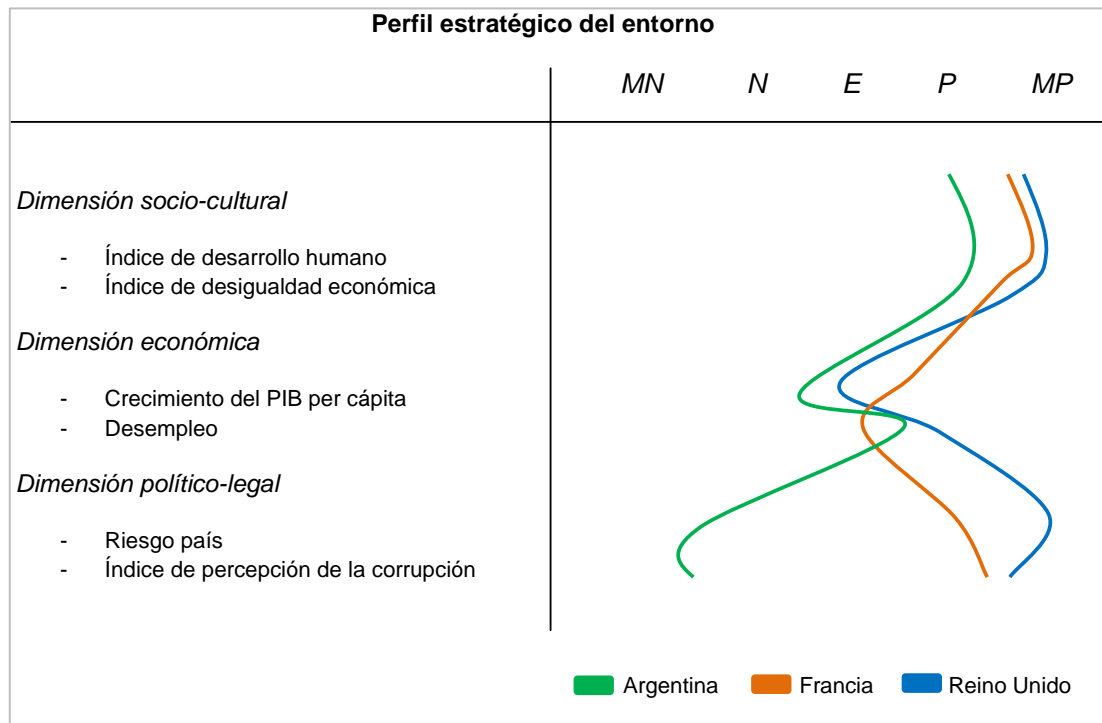 Perfil estratégico del entorno
MN N E P MP
Dimensión socio-cultural
- Índice de desarrollo humano
- Índice de desigualdad económica
Dimensión económica
- Crecimiento del PIB per cápita
- Desempleo
Dimensión político-legal
- Riesgo país
- Índice de percepción de la corrupción
Argentina Francia Reino Unido